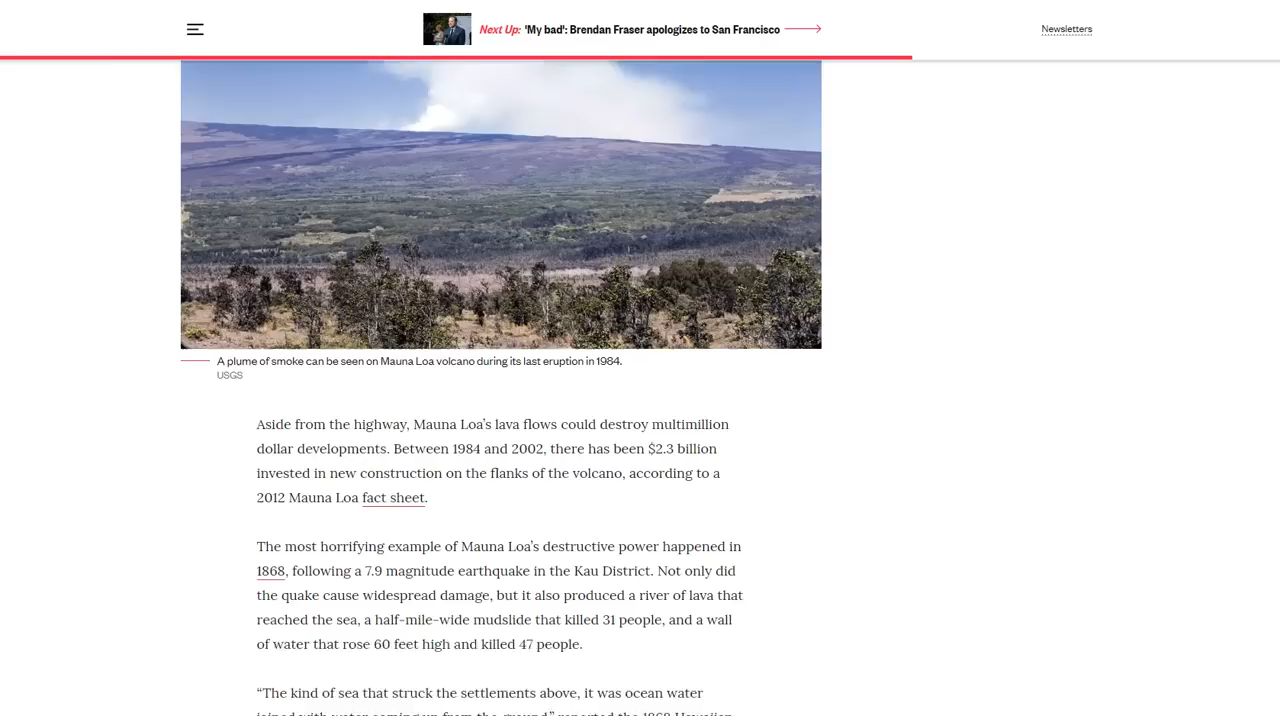 Next Up: 'My bad': Brendan Fraser apologizes to San Francisco
Newsletters
A plume of smoke can be seen on Mauna Loa volcano during its last eruption in 1984.
USGS
Aside from the highway, Mauna Loa’s lava flows could destroy multimillion
dollar developments. Between 1984 and 2002, there has been $2.3 billion
invested in new construction on the flanks of the volcano, according to a
2012 Mauna Loa fact sheet.
The most horrifying example of Mauna Loa’s destructive power happened in
1868, following a 7.9 magnitude earthquake in the Kau District. Not only did
the quake cause widespread damage, but it also produced a river of lava that
reached the sea, a half-mile-wide mudslide that killed 31 people, and a wall
of water that rose 60 feet high and killed 47 people.
“The kind of sea that struck the settlements above, it was ocean water
joined with water coming up from the ground,” reported the 1868 Hawaiian